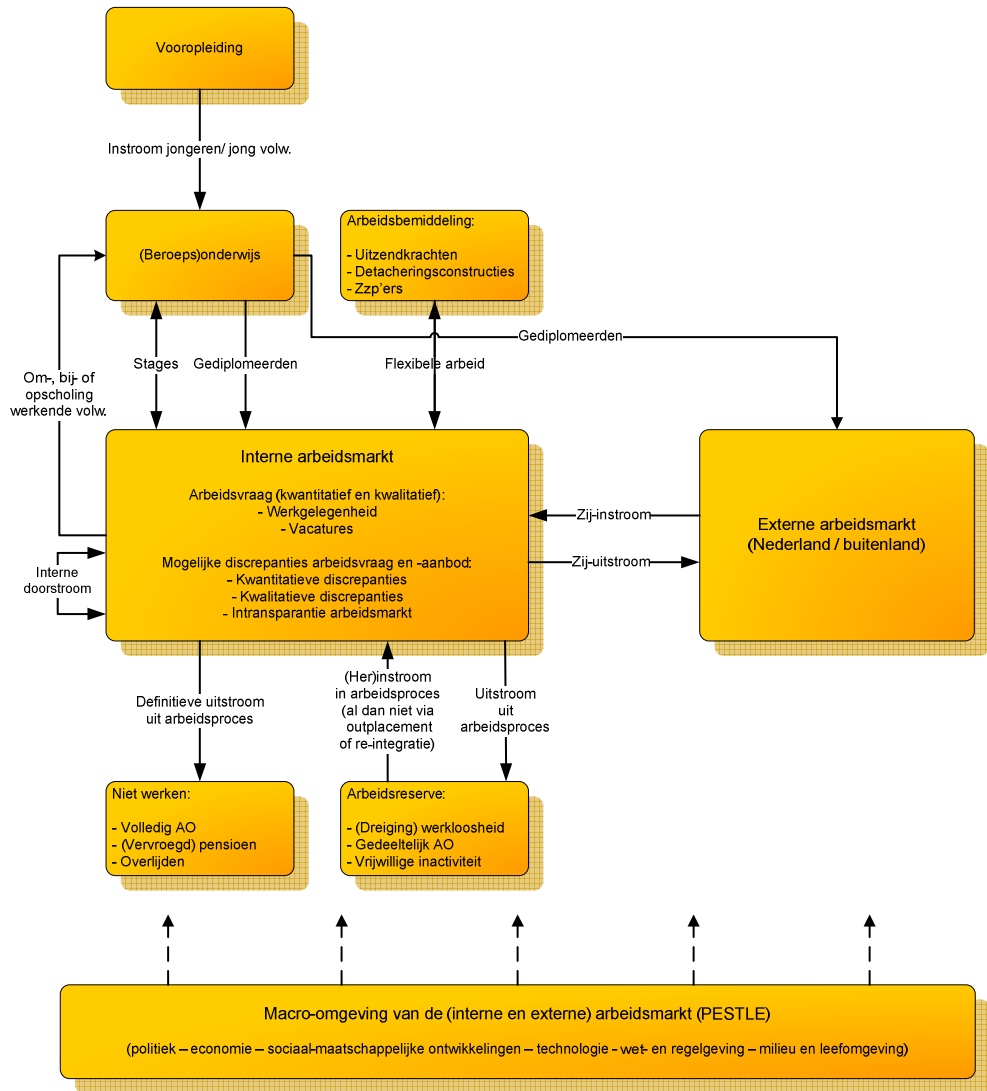 Vooropleiding
Instroom jongeren/ jong volw.
(Beroeps)onderwijs
Arbeidsbemiddeling:
- Uitzendkrachten
- Detacheringsconstructies
- Zzp'ers
Gediplomeerden
Stages
Gediplomeerden
Flexibele arbeid
Om-, bij- of
opscholing
werkende volw.
Interne arbeidsmarkt
Arbeidsvraag (kwantitatief en kwalitatief):
- Werkgelegenheid
- Vacatures
Mogelijke discrepanties arbeidsvraag en -aanbod:
- Kwantitatieve discrepanties
- Kwalitatieve discrepanties
- Intransparantie arbeidsmarkt
Zij-instroom
Zij-uitstroom
Externe arbeidsmarkt
(Nederland / buitenland)
Interne
doorstroom
Definitieve uitstroom
uit arbeidsproces
(Her)instroom
in arbeidsproces
(al dan niet via
outplacement
of re-integratie)
Uitstroom
uit
arbeidsproces
Niet werken:
- Volledig AO
- (Vervroegd) pensioen
- Overlijden
Arbeidsreserve:
- (Dreiging) werkloosheid
- Gedeeltelijk AO
- Vrijwillige inactiviteit
Macro-omgeving van de (interne en externe) arbeidsmarkt (PESTLE)
(politiek – economie – sociaal-maatschappelijke ontwikkelingen – technologie - wet- en regelgeving – milieu en leefomgeving)